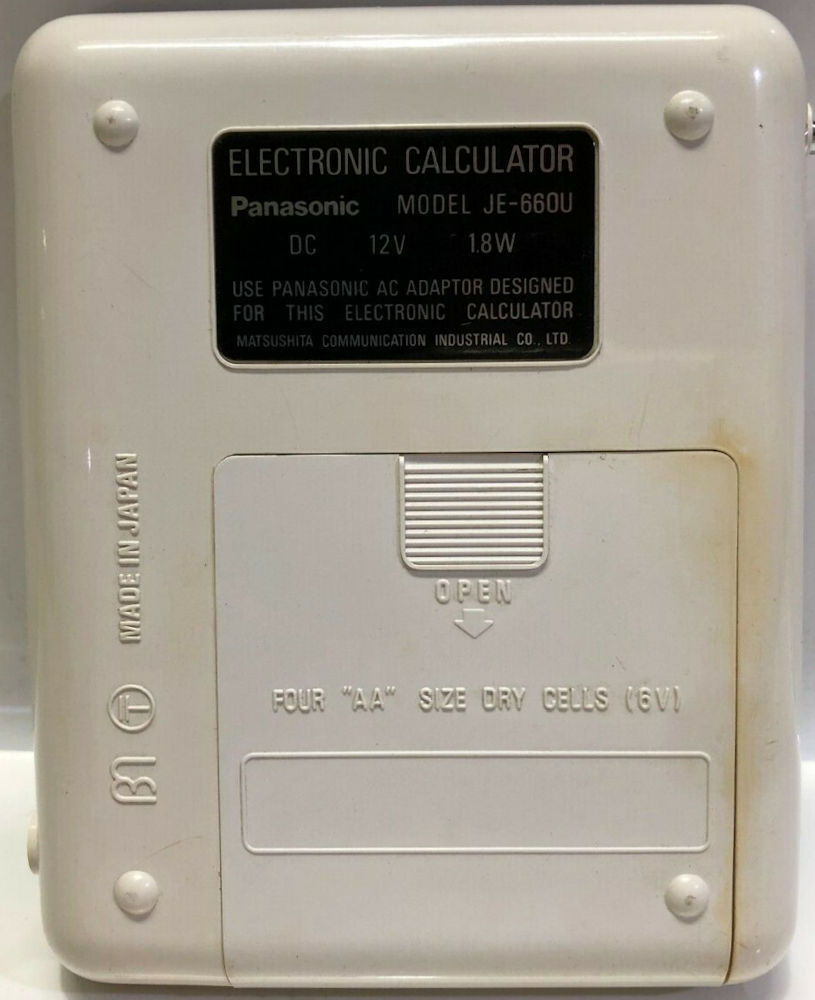 ELECTRONIC CALCULATOR
Panasonic MODEL JE-660U
DC 12V 1.8W
USE PANASONIC AC ADAPTOR DESIGNED
FOR THIS ELECTRONIC CALCULATOR
MATSUSHITA COMMUNICATION INDUSTRIAL CO., LTD.
MADE IN JAPAN
OPEN
FOUR "AA" SIZE DRY CELLS (6V)